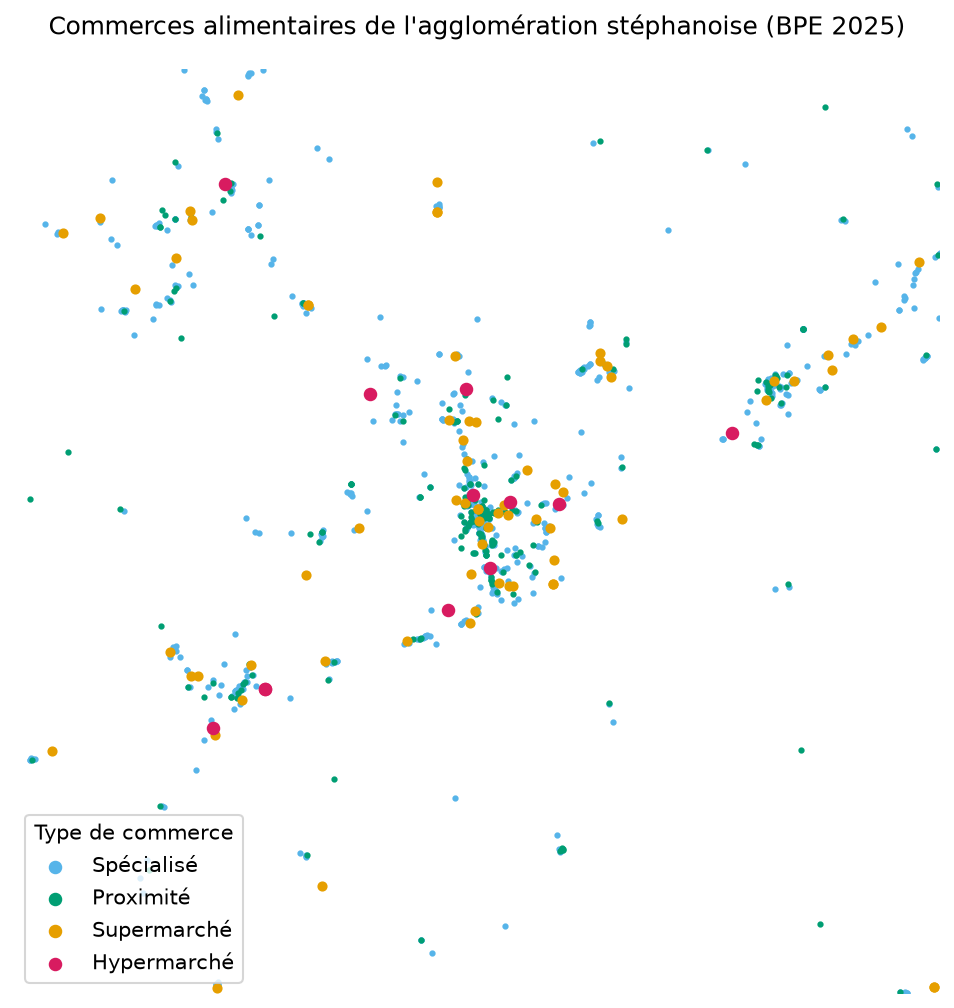 Commerces alimentaires de l'agglomération stéphanoise (BPE 2025)
Type de commerce
Spécialisé
Proximité
Supermarché
Hypermarché